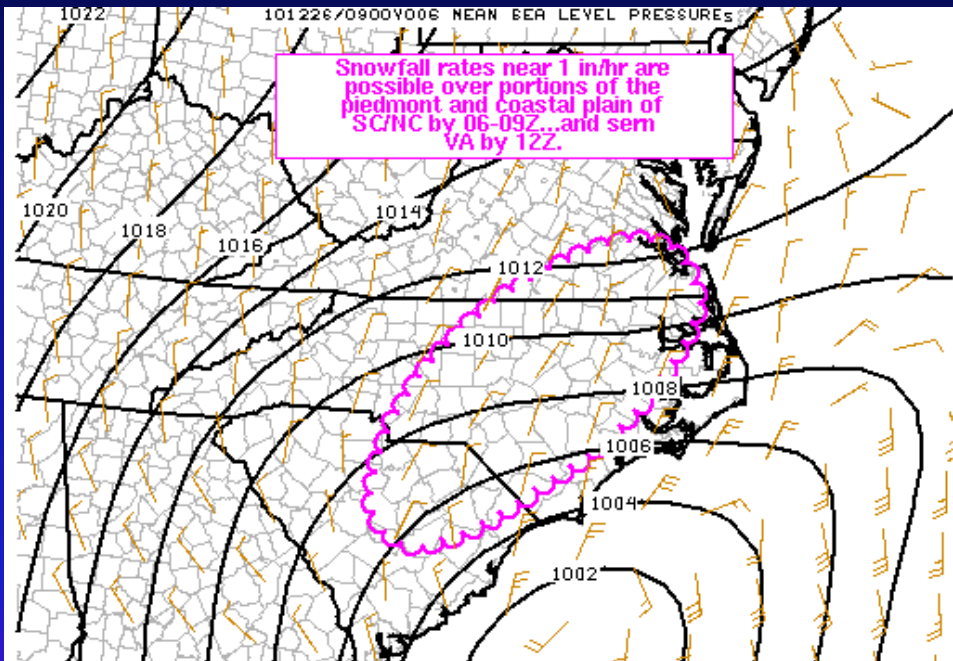 1022
101226/0900V006 NEAN BEA LEVEL PRESSUREs
Snowfall rates near 1 in/hr are
possible over portions of the
piedmont and coastal plain of
SC/NC by 06-09Z...and sern
VA by 12Z.
1020
1018
1016
1014
1012
1010
1008
1006
1004
1002